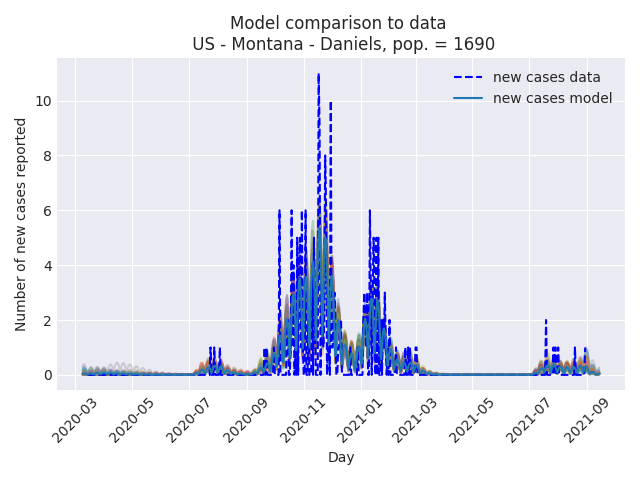 Model comparison to data
US - Montana - Daniels, pop. = 1690
new cases data
new cases model
Number of new cases reported
10
8
6
4
2
0
2020-03
2020-05
2020-07
2020-09
2020-11
2021-01
2021-03
2021-05
2021-07
2021-09
Day